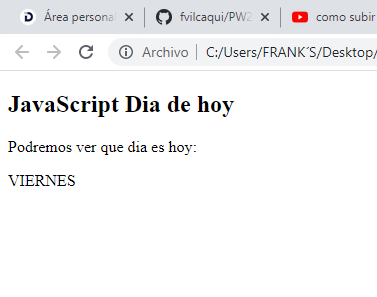 Área persona
fvilcaqui/PW2
como subir
Archivo
C:/Users/FRANK´S/Desktop/
JavaScript Dia de hoy
Podremos ver que dia es hoy:
VIERNES